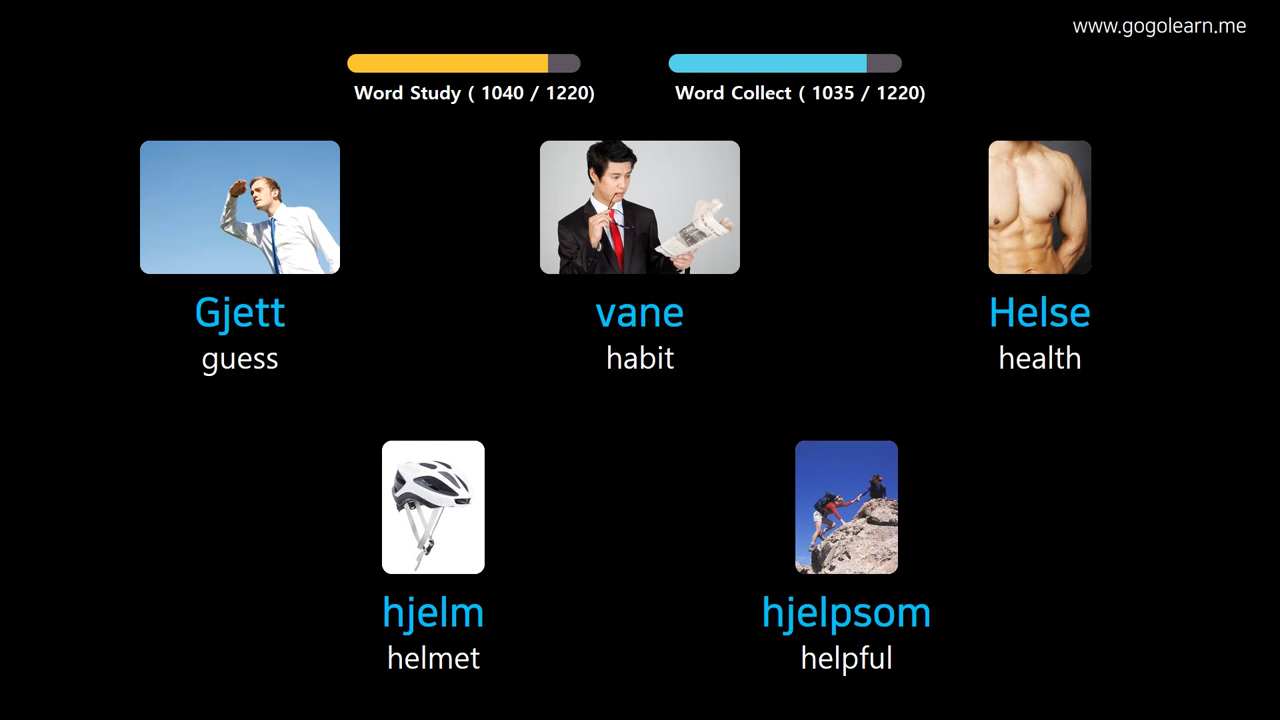 www.gogolearn.me
Word Study ( 1040 / 1220)
Word Collect ( 1035 / 1220)
Gjett
guess
vane
habit
Helse
health
hjelm
helmet
hjelpsom
helpful